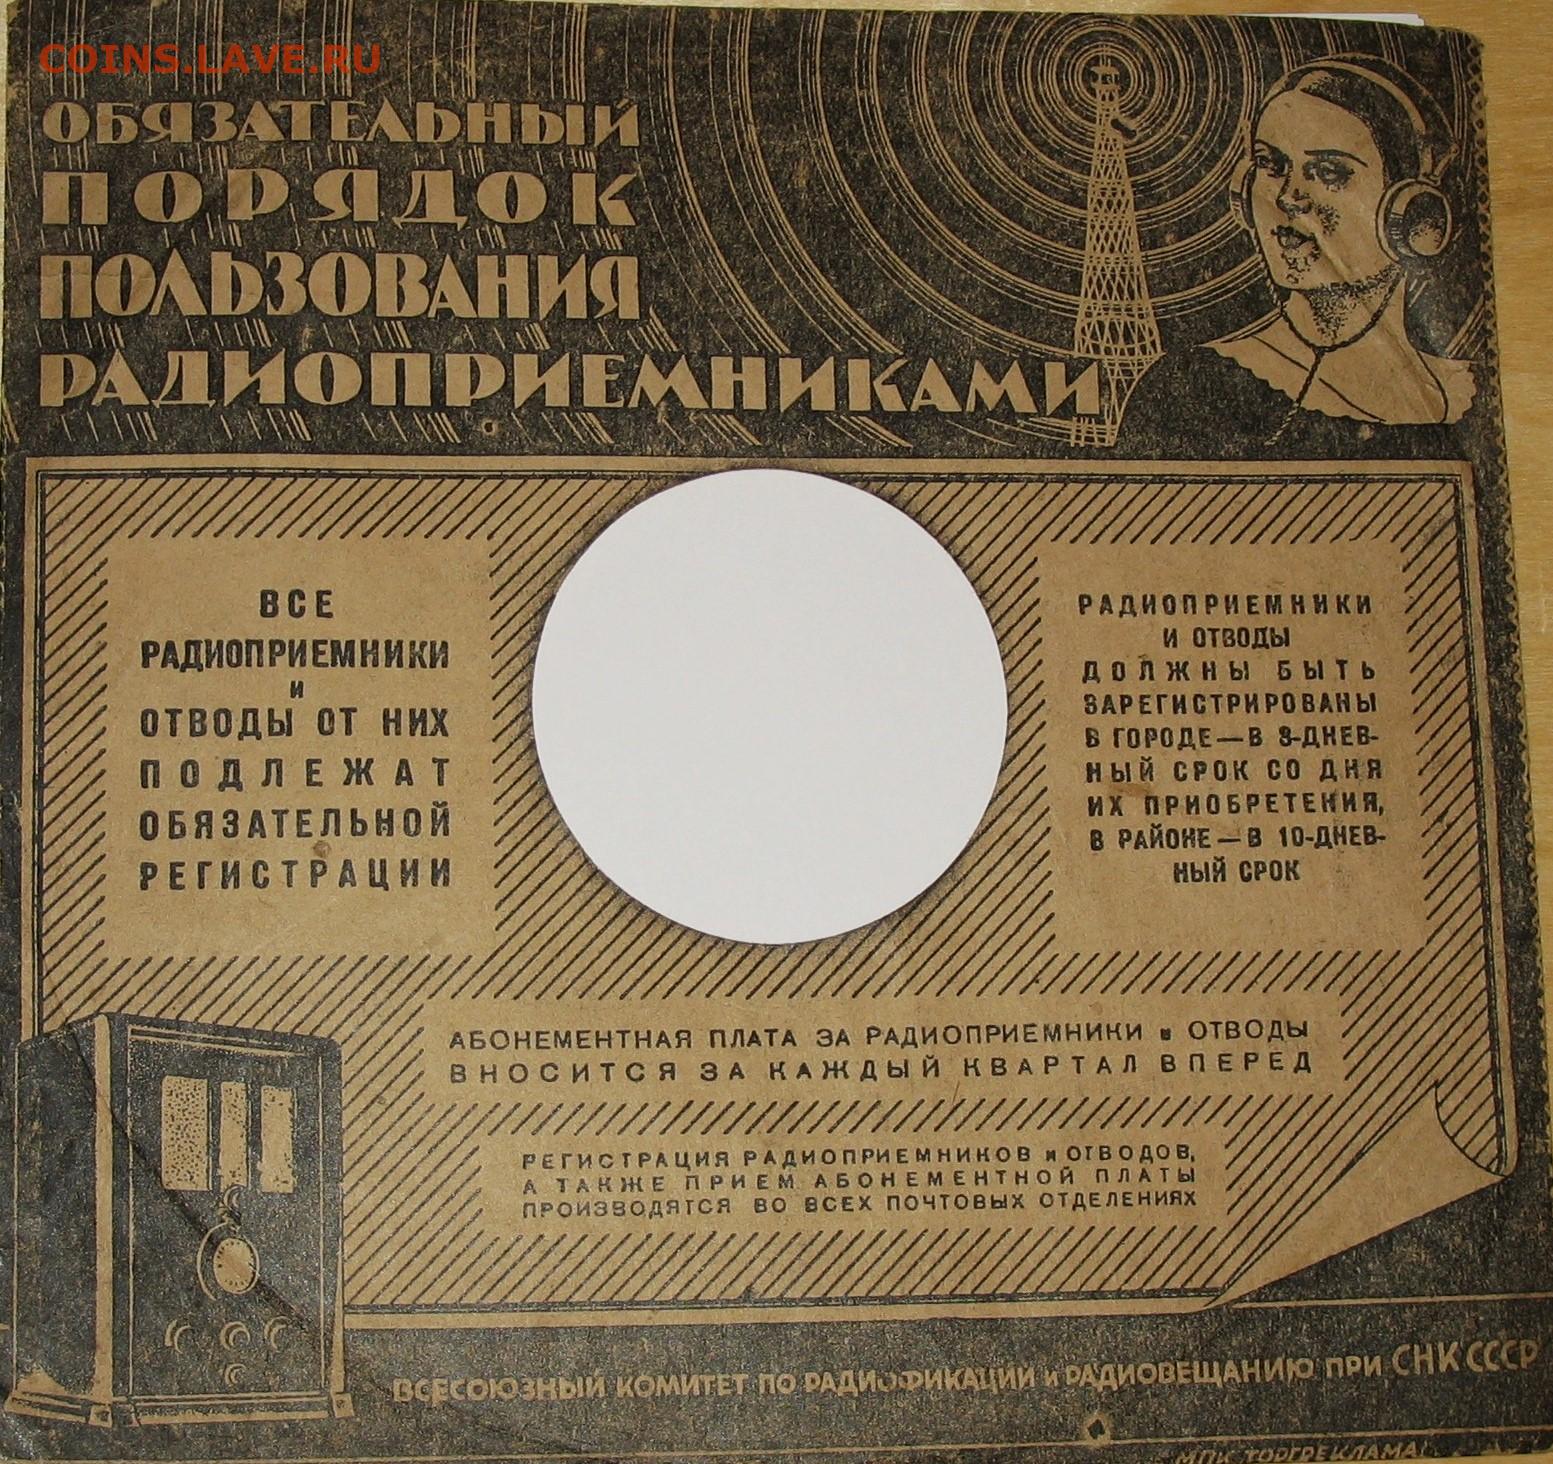 COINS.LAVE.RU
ОБЯЗАТЕЛЬНЫЙ
ПОРЯДОК
ПОЛЬЗОВАНИЯ
РАДИОПРИЕМНИКАМИ
ВСЕ
РАДИОПРИЕМНИКИ
и
ОТВОДЫ ОТ НИХ
ПОДЛЕЖАТ
ОБЯЗАТЕЛЬНОЙ
РЕГИСТРАЦИИ
РАДИОПРИЕМНИКИ
И ОТВОДЫ
ДОЛЖНЫ БЫТЬ
ЗАРЕГИСТРИРОВАНЫ
В ГОРОДЕ—В 3-ДНЕВ-
НЫЙ СРОК СО ДНЯ
ИХ ПРИОБРЕТЕНИЯ,
В РАЙОНЕ—В 10-ДНЕВ-
НЫЙ СРОК
АБОНЕМЕНТНАЯ ПЛАТА ЗА РАДИОПРИЕМНИКИ и ОТВОДЫ
ВНОСИТСЯ ЗА КАЖДЫЙ КВАРТАЛ ВПЕРЕД
РЕГИСТРАЦИЯ РАДИОПРИЕМНИКОВ и ОТВОДОВ,
А ТАКЖЕ ПРИЕМ АБОНЕМЕНТНОЙ ПЛАТЫ
ПРОИЗВОДЯТСЯ ВО ВСЕХ ПОЧТОВЫХ ОТДЕЛЕНИЯХ
ВСЕСОЮЗНЫЙ КОМИТЕТ ПО РАДИОФИКАЦИИ и РАДИОВЕЩАНИЮ ПРИ СНК СССР
МПК ТОРГРЕКЛАМА